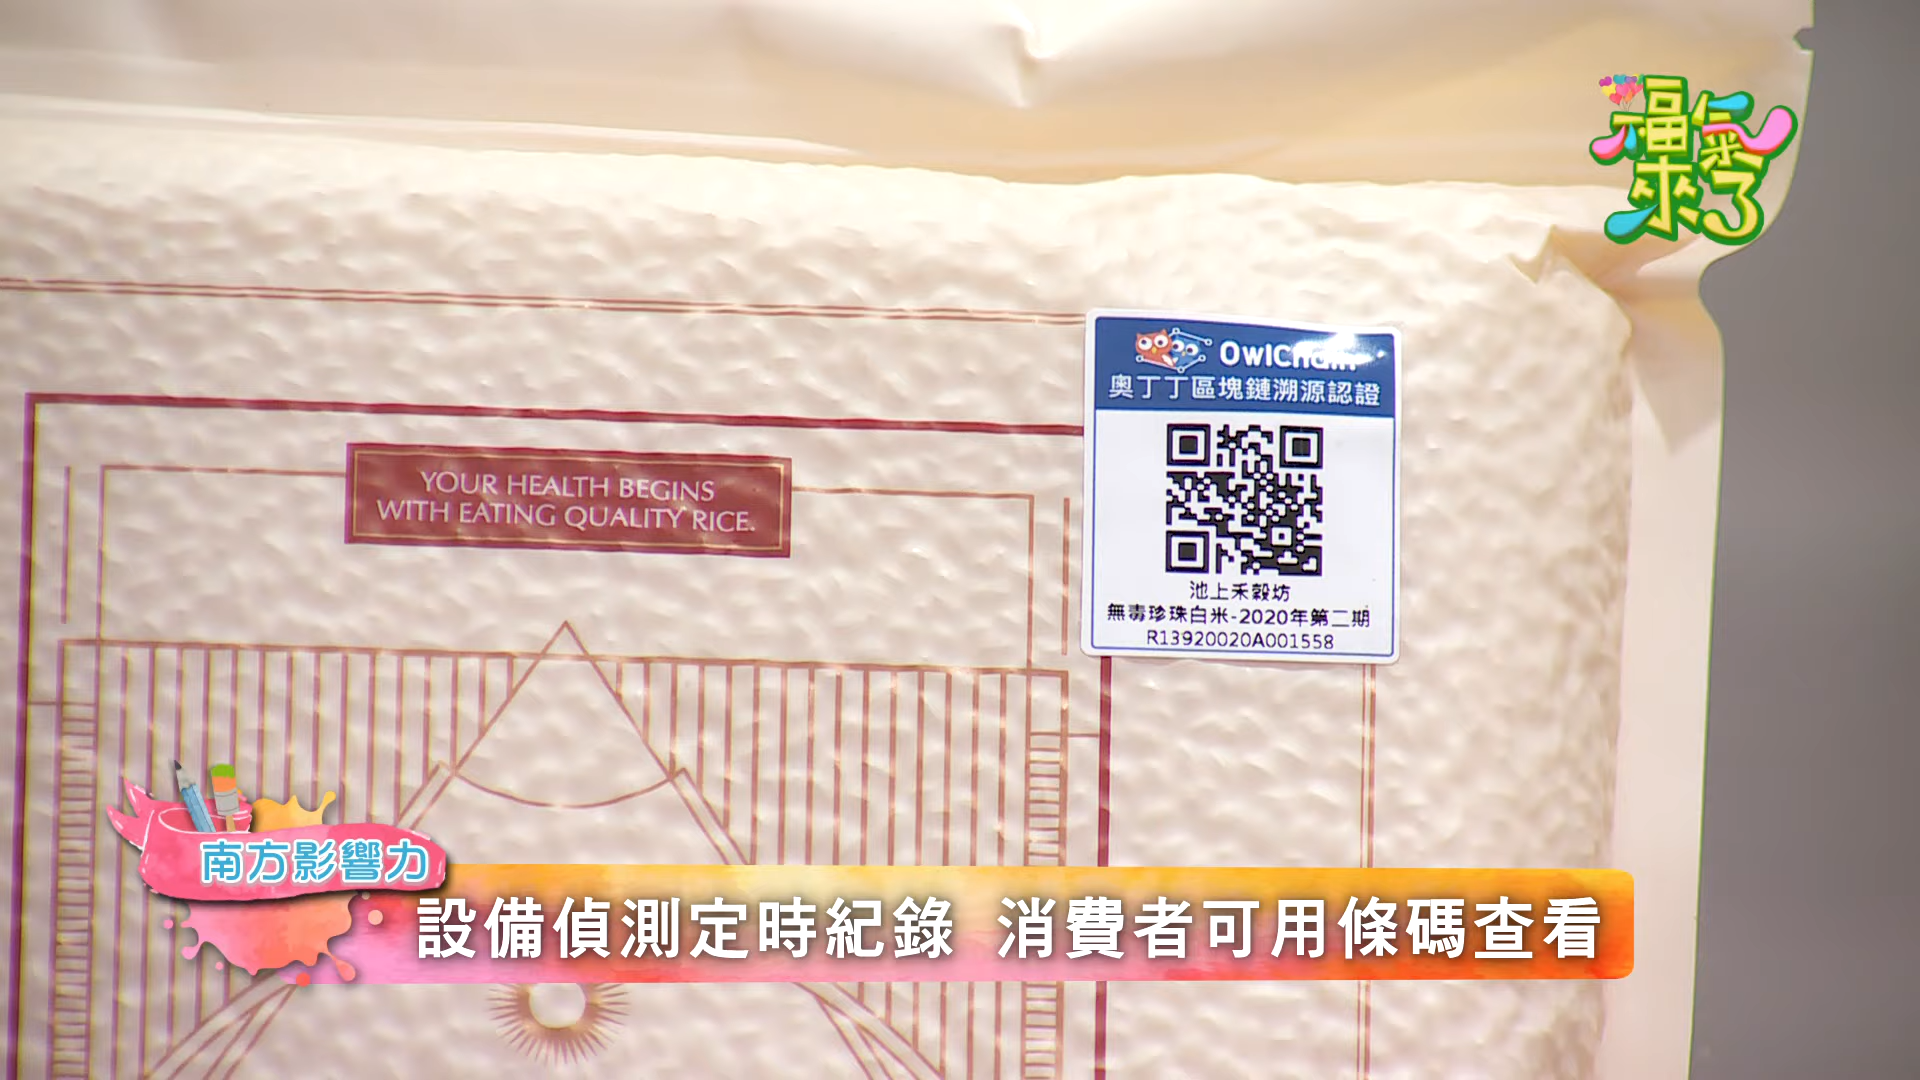 福氣來了
OwlChain
奧丁丁區塊鏈溯源認證
YOUR HEALTH BEGINS
WITH EATING QUALITY RICE.
池上禾穀坊
無毒珍珠白米-2020年第二期
R13920020A001558
南方影響力
設備偵測定時紀錄 消費者可用條碼查看